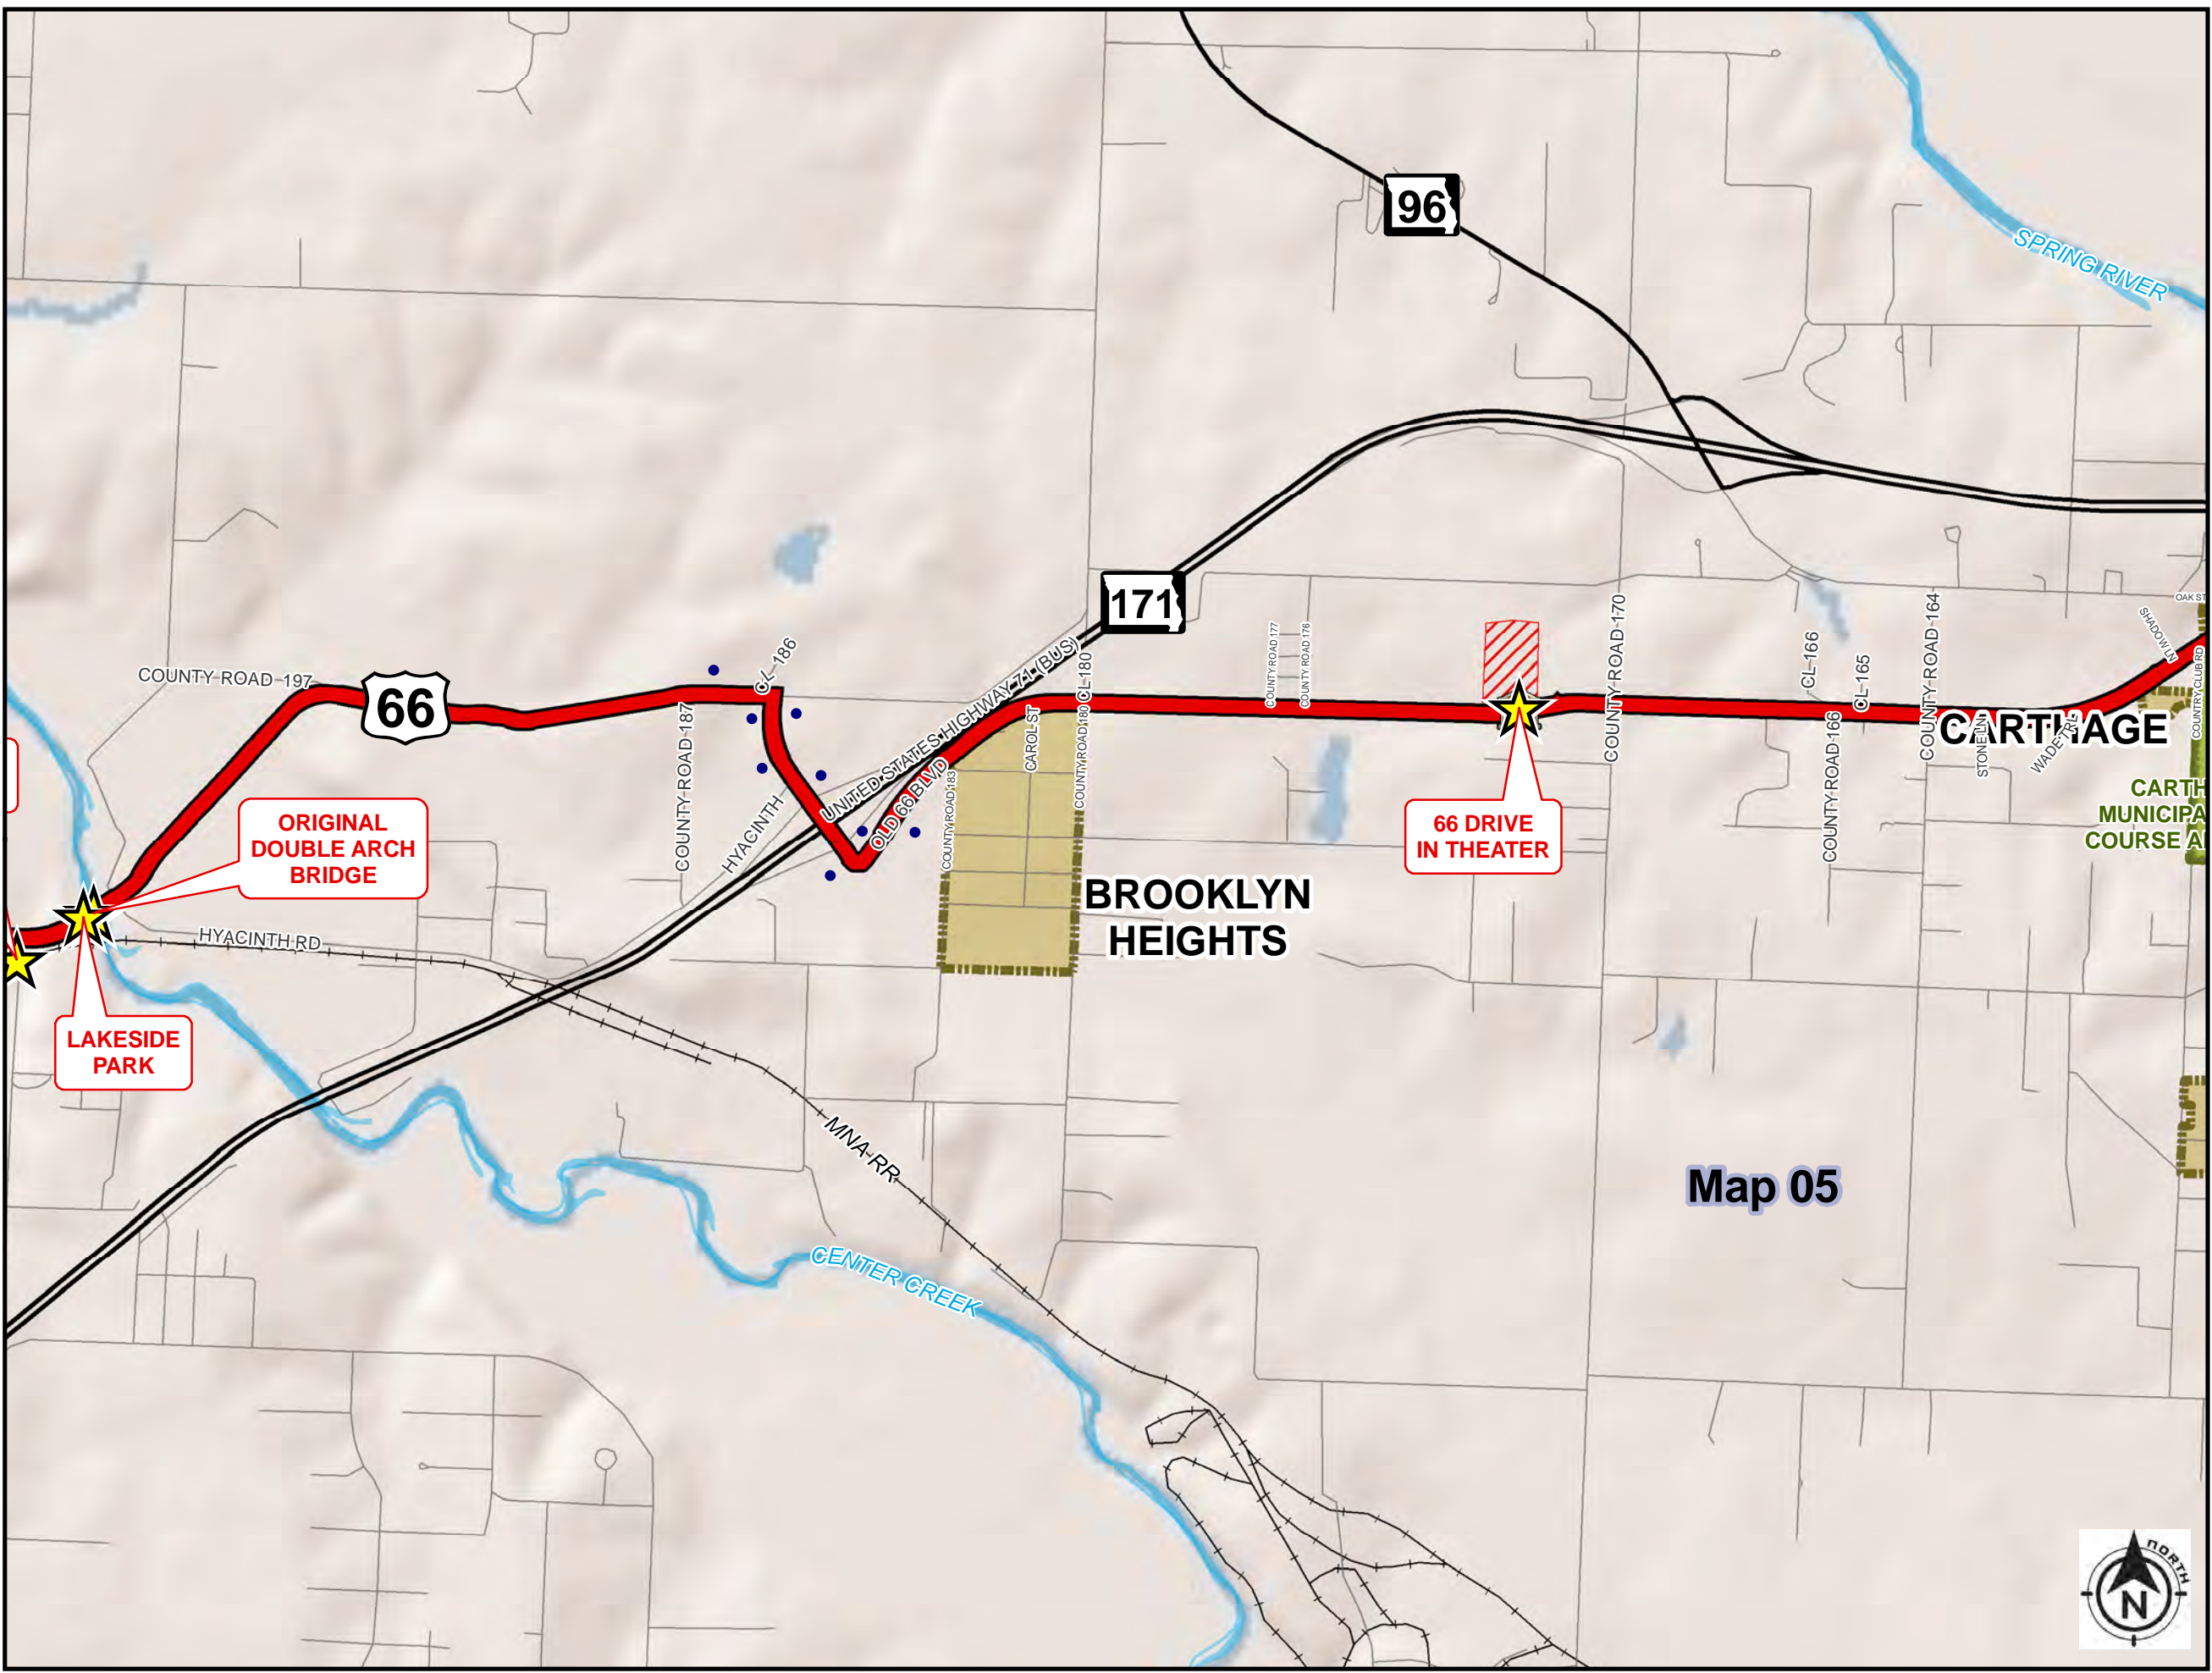 96
SPRING RIVER
171
OAK ST
SHADOW LN
COUNTRY CLUB RD
CL 186
COUNTY ROAD 197
66
COUNTY ROAD 187
HYACINTH
UNITED STATES HIGHWAY 71 (BUS)
OLD 66 BLVD
COUNTY ROAD 183
CAROL ST
COUNTY ROAD 180
CL 180
COUNTY ROAD 177
COUNTY ROAD 176
COUNTY ROAD 170
CL 166
COUNTY ROAD 166
CL 165
COUNTY ROAD 164
STONE LN
WADE TRL
CARTHAGE
CARTH
MUNICIPA
COURSE A
ORIGINAL
DOUBLE ARCH
BRIDGE
66 DRIVE
IN THEATER
BROOKLYN
HEIGHTS
HYACINTH RD
LAKESIDE
PARK
MNA RR
Map 05
CENTER CREEK
NORTH
N